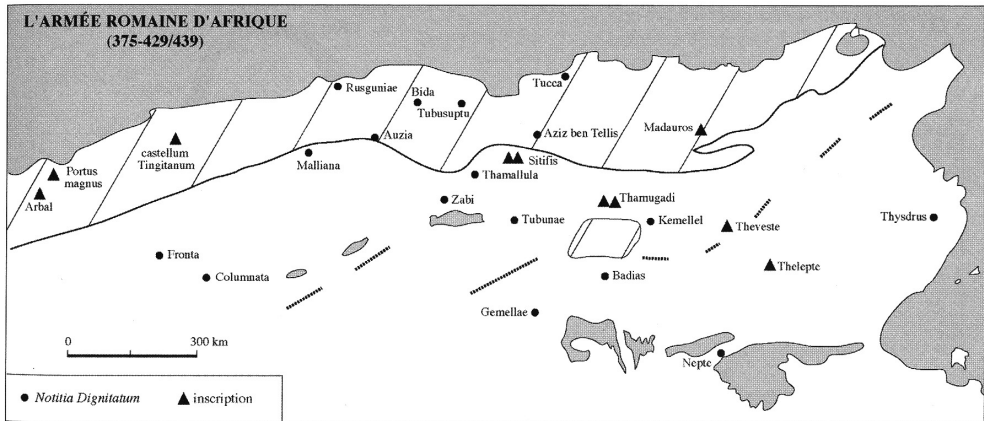 L'ARMÉE ROMAINE D'AFRIQUE
(375-429/439)
Rusguniae
Bida
Tubusuptu
Tucca
castellum
Tingitanum
Auzia
Aziz ben Tellis
Madauros
Portus
magnus
Malliana
Sitifis
Arbal
Thamallula
Zabi
Thamugadi
Tubunae
Kemellel
Theveste
Thysdrus
Fronta
Columnata
Badias
Thelepte
Gemellae
0 300 km
Nepte
Notitia Dignitatum
inscription